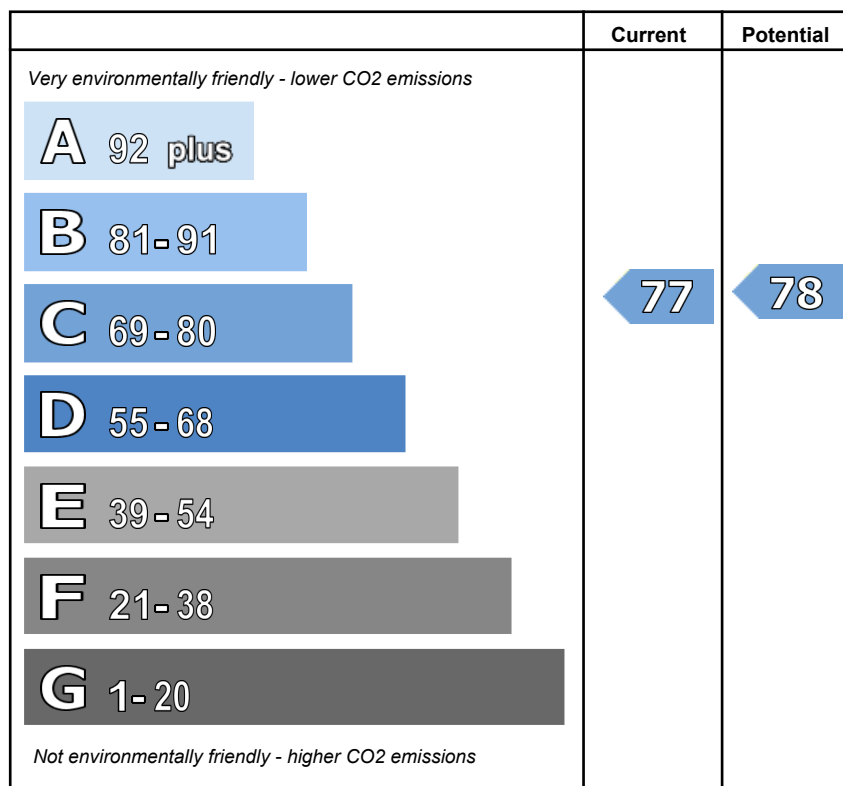 Current Potential
Very environmentally friendly - lower CO2 emissions
A 92 plus
B 81-91
C 69-80 77 78
D 55-68
E 39-54
F 21-38
G 1-20
Not environmentally friendly - higher CO2 emissions